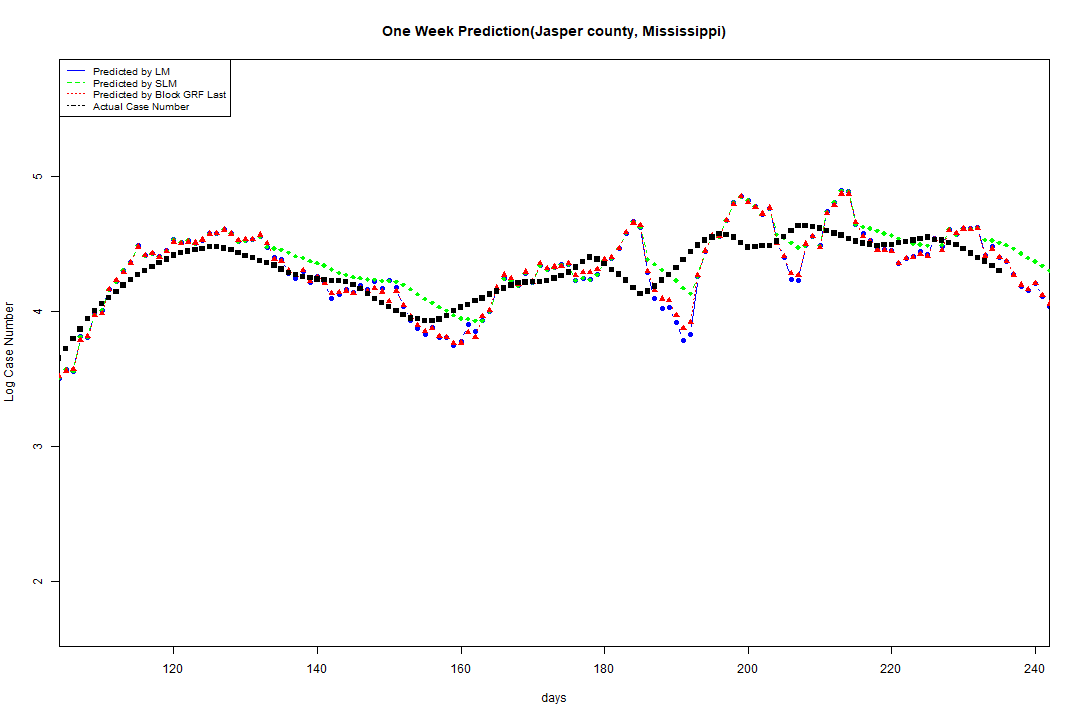 One Week Prediction(Jasper county, Mississippi)
Predicted by LM
Predicted by SLM
Predicted by Block GRF Last
Actual Case Number
5
4
3
2
Log Case Number
120 140 160 180 200 220 240
days